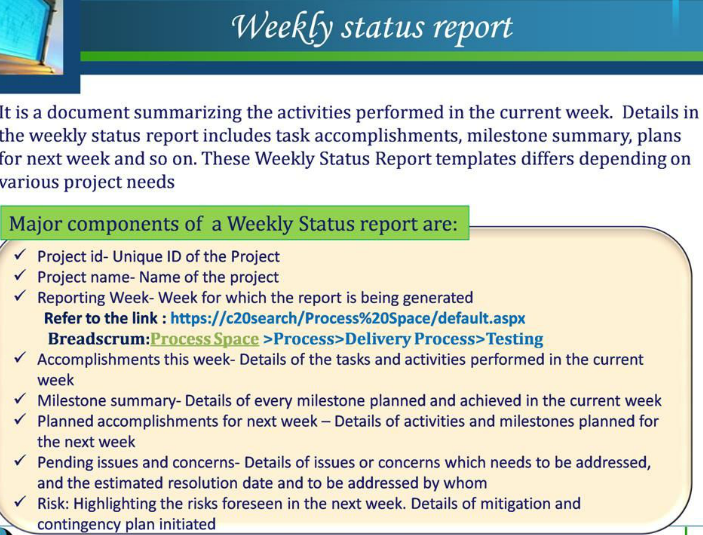 Weekly status report
It is a document summarizing the activities performed in the current week. Details in
the weekly status report includes task accomplishments, milestone summary, plans
for next week and so on. These Weekly Status Report templates differs depending on
various project needs
Major components of a Weekly Status report are:
✓ Project id- Unique ID of the Project
✓ Project name- Name of the project
✓ Reporting Week- Week for which the report is being generated
Refer to the link : https://c20search/Process%20Space/default.aspx
Breadscrum:Process Space >Process>Delivery Process>Testing
✓ Accomplishments this week- Details of the tasks and activities performed in the current
week
✓ Milestone summary- Details of every milestone planned and achieved in the current week
✓ Planned accomplishments for next week – Details of activities and milestones planned for
the next week
✓ Pending issues and concerns- Details of issues or concerns which needs to be addressed,
and the estimated resolution date and to be addressed by whom
✓ Risk: Highlighting the risks foreseen in the next week. Details of mitigation and
contingency plan initiated